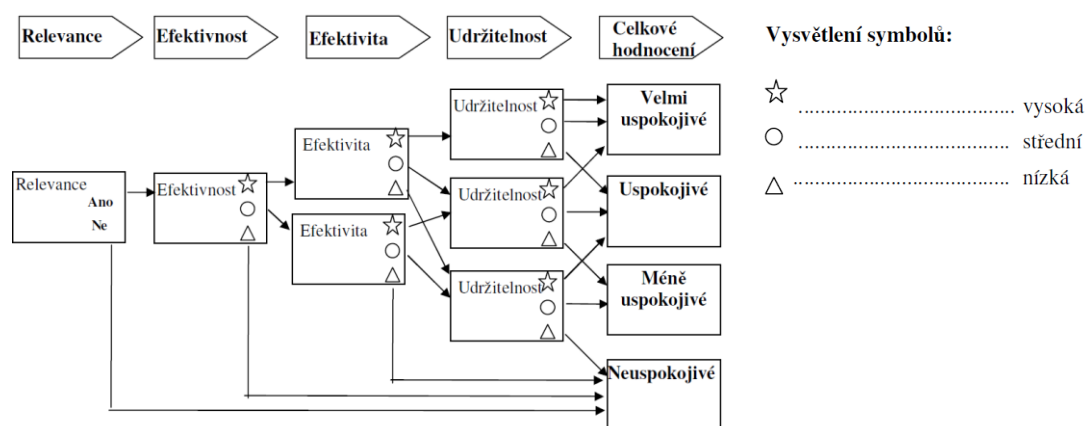 Relevance
Efektivnost
Efektivita
Udržitelnost
Celkové
hodnocení
Vysvětlení symbolů:
.................................... vysoká
.................................... střední
.................................... nízká
Relevance
Ano
Ne
Efektivnost
Efektivita
Efektivita
Udržitelnost
Udržitelnost
Udržitelnost
Velmi
uspokojivé
Uspokojivé
Méně
uspokojivé
Neuspokojivé